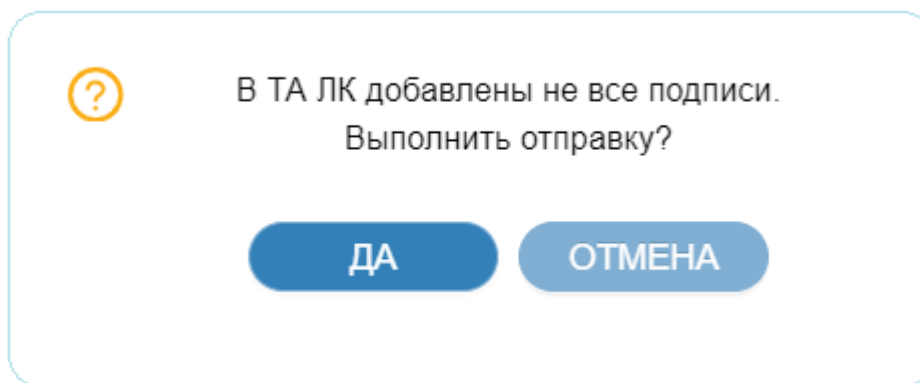 В ТА ЛК добавлены не все подписи.
Выполнить отправку?
ДА ОТМЕНА